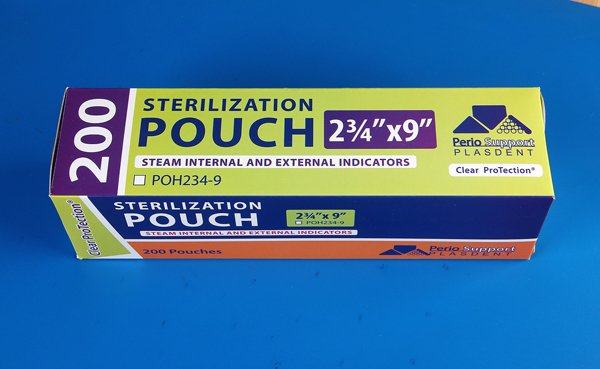 200
STERILIZATION
POUCH 2¾”x9”
STEAM INTERNAL AND EXTERNAL INDICATORS
POH234-9
Perio Support
PLASDENT
Clear ProTection®
Clear ProTection®
STERILIZATION
POUCH
2¾”x 9”
POH234-9
STEAM INTERNAL AND EXTERNAL INDICATORS
200 Pouches
Perio Support
PLASDENT